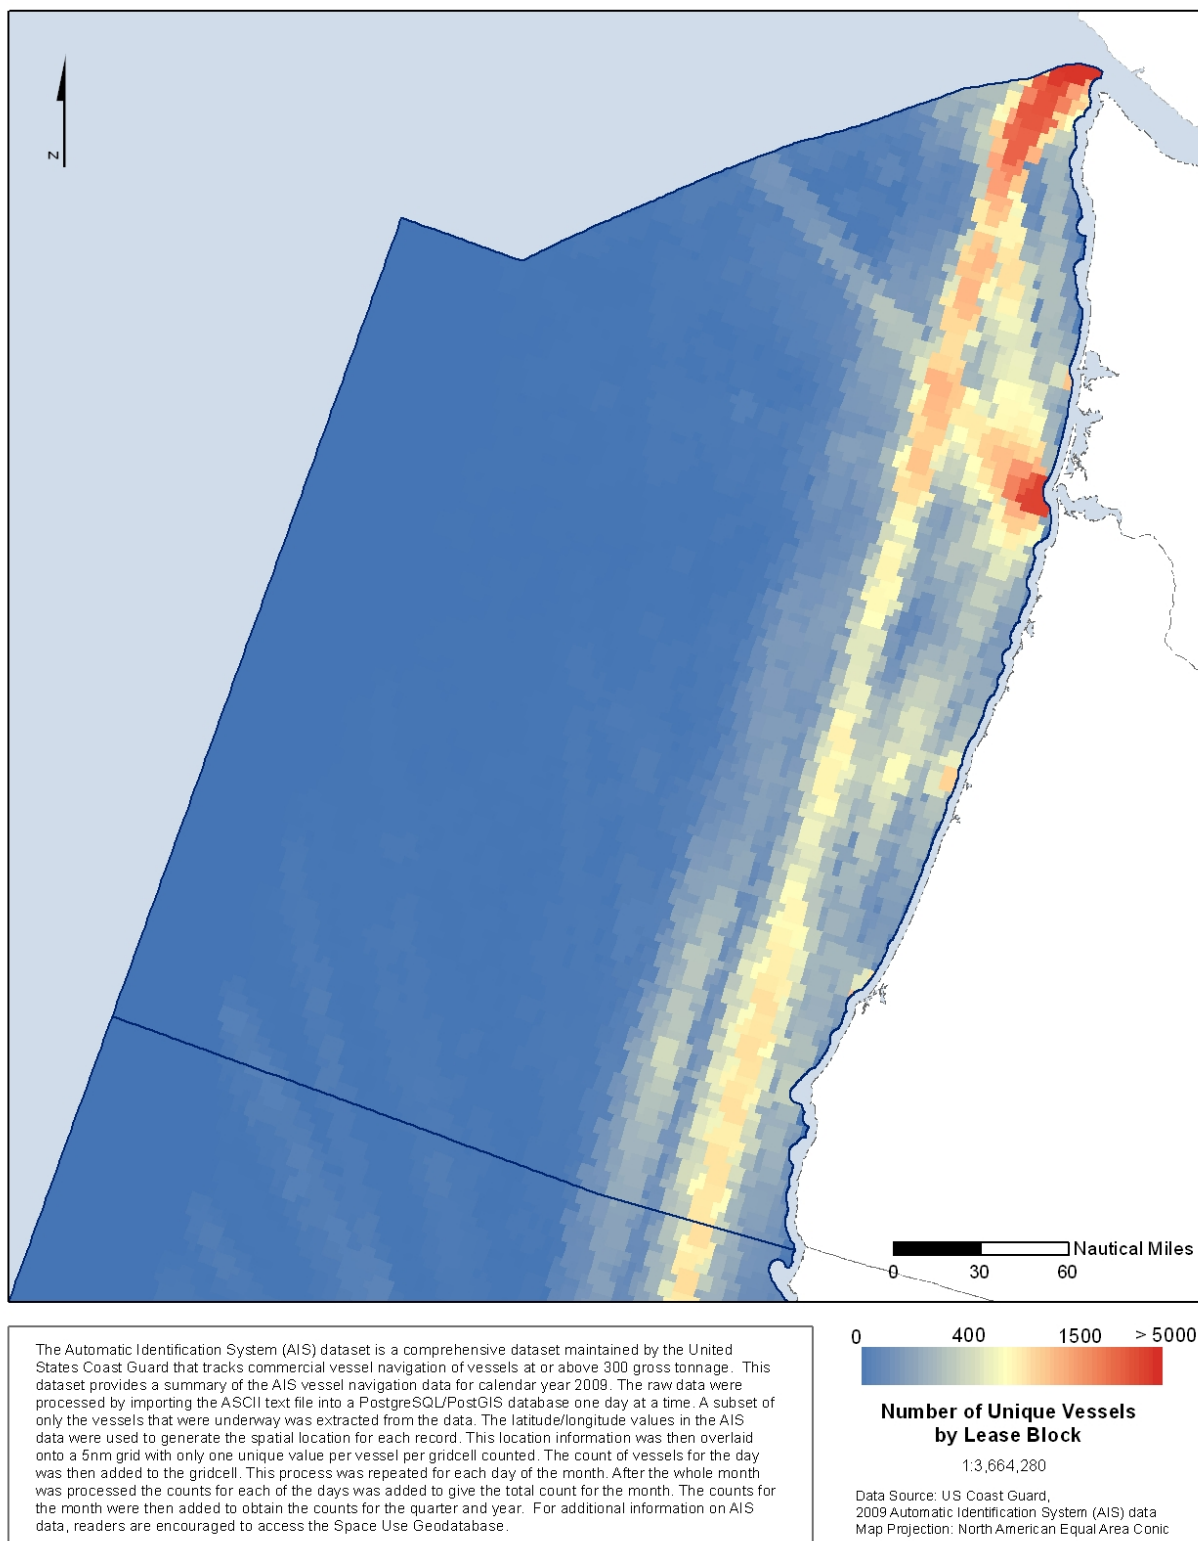 N
Nautical Miles
0 30 60
The Automatic Identification System (AIS) dataset is a comprehensive dataset maintained by the United
States Coast Guard that tracks commercial vessel navigation of vessels at or above 300 gross tonnage. This
dataset provides a summary of the AIS vessel navigation data for calendar year 2009. The raw data were
processed by importing the ASCII text file into a PostgreSQL/PostGIS database one day at a time. A subset of
only the vessels that were underway was extracted from the data. The latitude/longitude values in the AIS
data were used to generate the spatial location for each record. This location information was then overlaid
onto a 5nm grid with only one unique value per vessel per gridcell counted. The count of vessels for the day
was then added to the gridcell. This process was repeated for each day of the month. After the whole month
was processed the counts for each of the days was added to give the total count for the month. The counts for
the month were then added to obtain the counts for the quarter and year. For additional information on AIS
data, readers are encouraged to access the Space Use Geodatabase.
0 400 1500 > 5000
Number of Unique Vessels
by Lease Block
1:3,664,280
Data Source: US Coast Guard,
2009 Automatic Identification System (AIS) data
Map Projection: North American Equal Area Conic